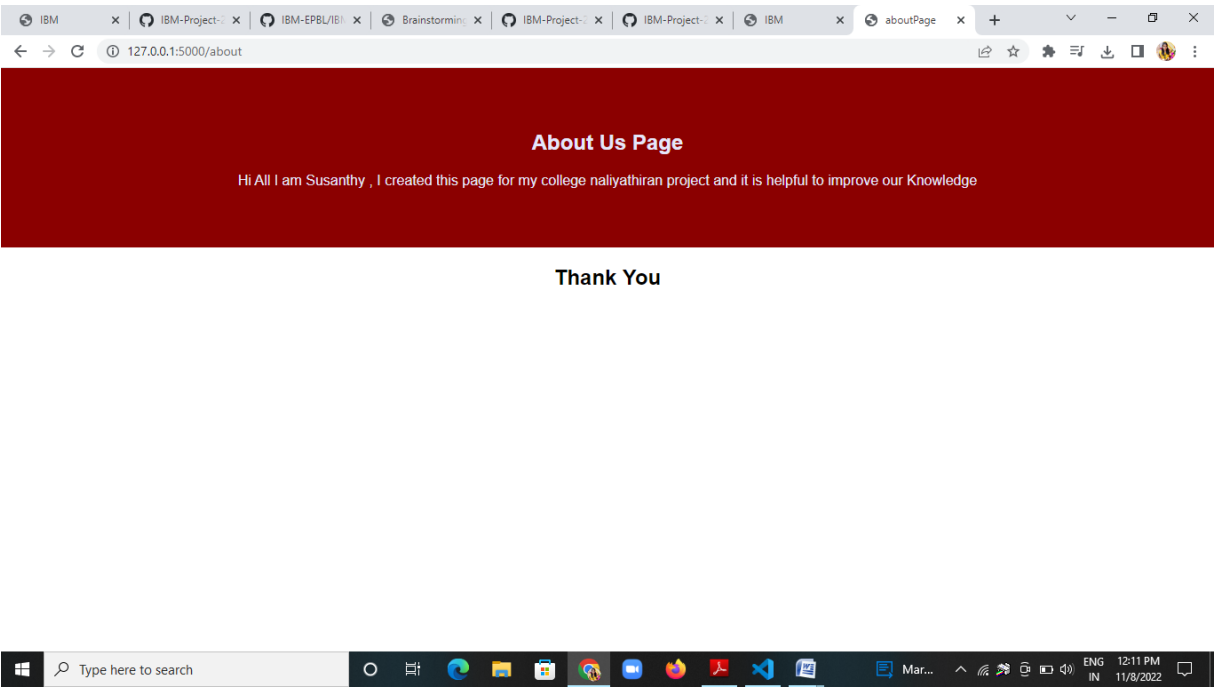 IBM
IBM-Project-2
IBM-EPBL/IBM
Brainstorming
IBM-Project-2
IBM-Project-2
IBM
aboutPage
127.0.0.1:5000/about
About Us Page
Hi All I am Susanthy , I created this page for my college naliyathiran project and it is helpful to improve our Knowledge
Thank You
Type here to search
Mar...
ENG
IN
12:11 PM
11/8/2022